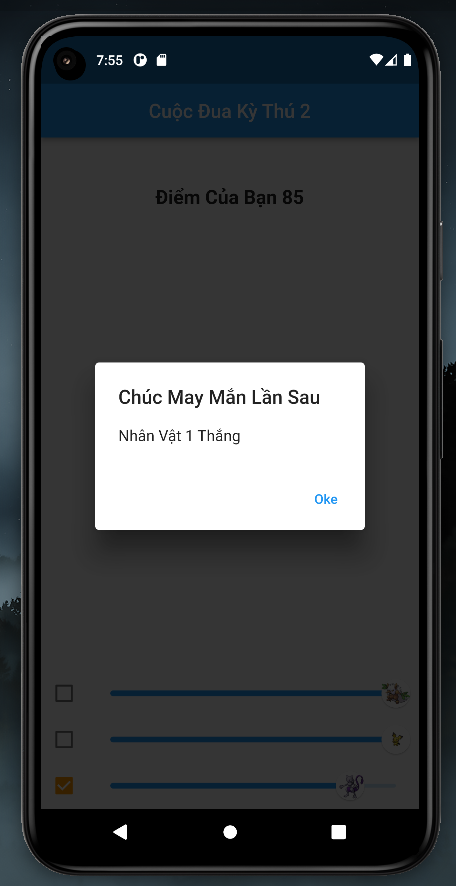 7:55
Cuộc Đua Kỳ Thú 2
Điểm Của Bạn 85
Chúc May Mắn Lần Sau
Nhân Vật 1 Thắng
Oke